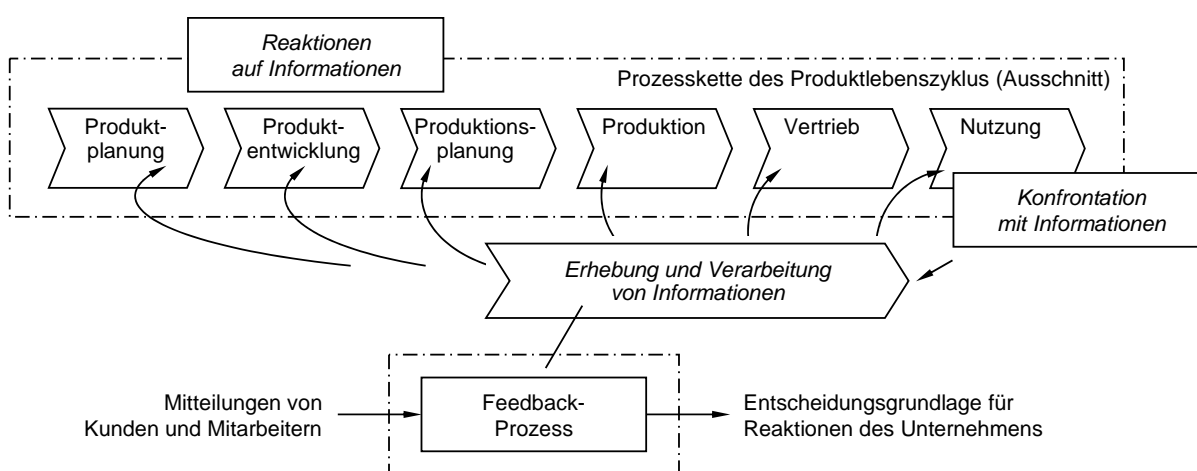 Reaktionen
auf Informationen
Prozesskette des Produktlebenszyklus (Ausschnitt)
Produkt-
planung
Produkt-
entwicklung
Produktions-
planung
Produktion
Vertrieb
Nutzung
Konfrontation
mit Informationen
Erhebung und Verarbeitung
von Informationen
Mitteilungen von
Kunden und Mitarbeitern
Feedback-
Prozess
Entscheidungsgrundlage für
Reaktionen des Unternehmens